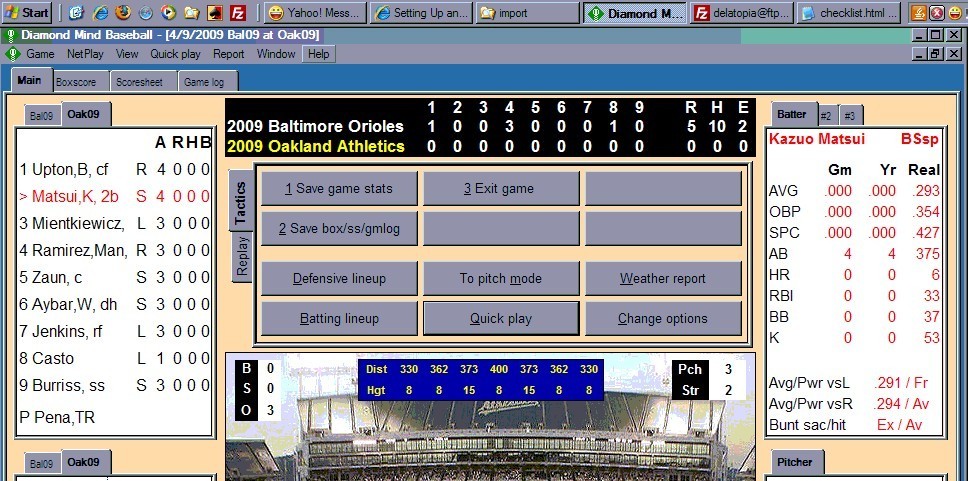 Start Yahoo! Mess... Setting Up an... import Diamond M... delatopia@ftp... checklist.html ...
Diamond Mind Baseball - [4/9/2009 Bal09 at Oak09]
Game NetPlay View Quick play Report Window Help
Main Boxscore Scoresheet Game log
Bal09 Oak09
A R H B
1 Upton,B, cf R 4 0 0 0
> Matsui,K, 2b S 4 0 0 0
3 Mientkiewicz, L 3 0 0 0
4 Ramirez,Man, R 3 0 0 0
5 Zaun, c S 3 0 0 0
6 Aybar,W, dh S 3 0 0 0
7 Jenkins, rf L 3 0 0 0
8 Casto L 1 0 0 0
9 Burriss, ss S 3 0 0 0
P Pena,TR
Bal09 Oak09
1 2 3 4 5 6 7 8 9 R H E
2009 Baltimore Orioles 1 0 0 3 0 0 0 1 0 5 10 2
2009 Oakland Athletics 0 0 0 0 0 0 0 0 0 0 0 0
Tactics
Replay
1 Save game stats 3 Exit game
2 Save box/ss/gmlog
Defensive lineup To pitch mode Weather report
Batting lineup Quick play Change options
B 0
S 0
O 3
Dist 330 362 373 400 373 362 330
Hgt 8 8 15 8 15 8 8
Pch 3
Str 2
Athletics
Batter #2 #3
Kazuo Matsui BSsp
Gm Yr Real
AVG .000 .000 .293
OBP .000 .000 .354
SPC .000 .000 .427
AB 4 4 375
HR 0 0 6
RBI 0 0 33
BB 0 0 37
K 0 0 53
Avg/Pwr vsL .291 / Fr
Avg/Pwr vsR .294 / Av
Bunt sac/hit Ex / Av
Pitcher